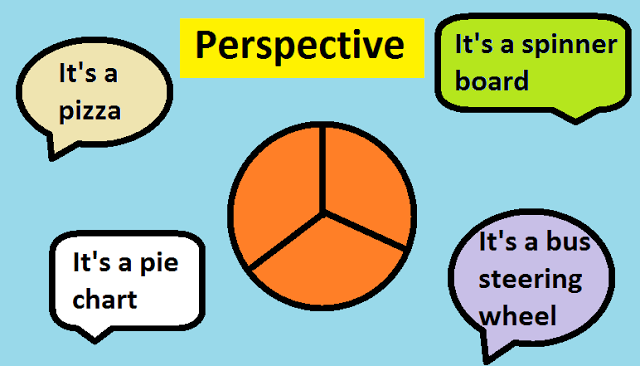 Perspective
It's a
pizza
It's a spinner
board
It's a pie
chart
It's a bus
steering
wheel